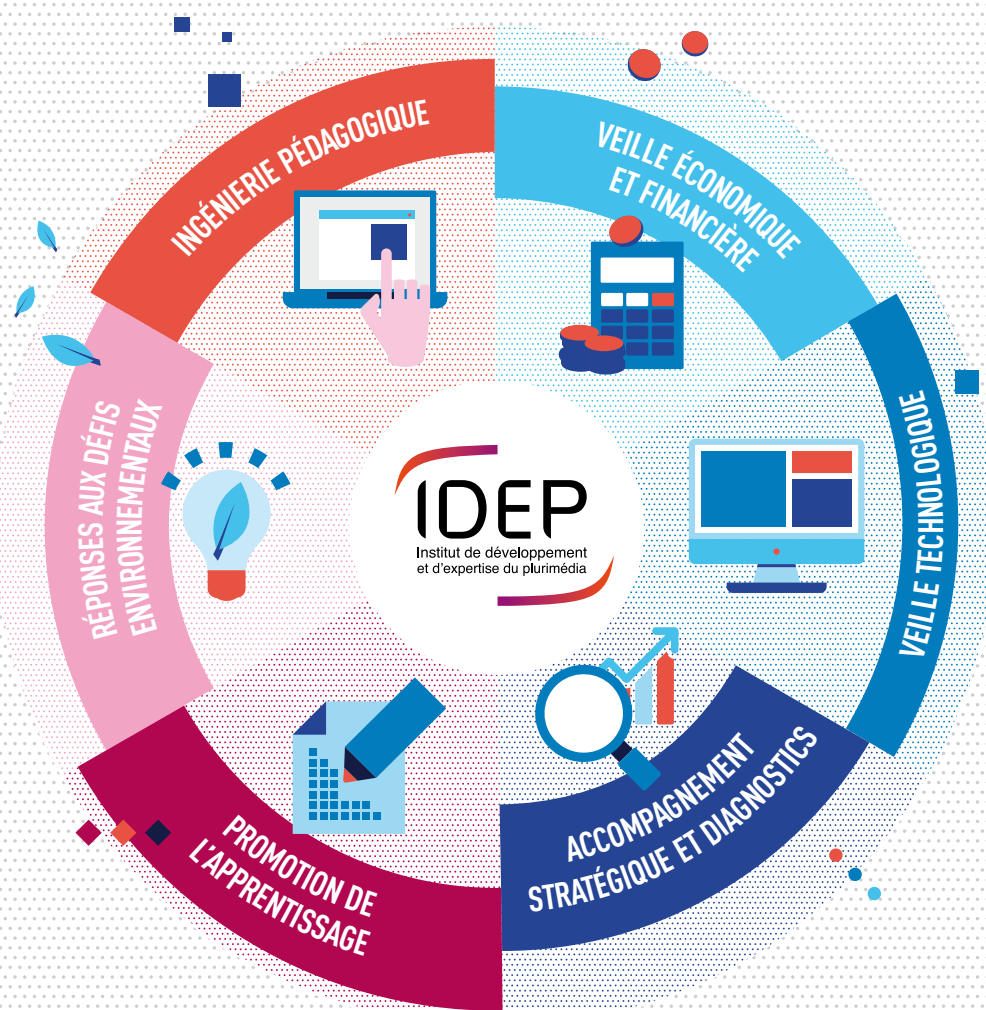 INGÉNIERIE PÉDAGOGIQUE
VEILLE ÉCONOMIQUE
ET FINANCIÈRE
VEILLE TECHNOLOGIQUE
ACCOMPAGNEMENT
STRATÉGIQUE ET DIAGNOSTICS
PROMOTION DE
L'APPRENTISSAGE
RÉPONSES AUX DÉFIS
ENVIRONNEMENTAUX
IDEP
Institut de développement
et d'expertise du plurimédia